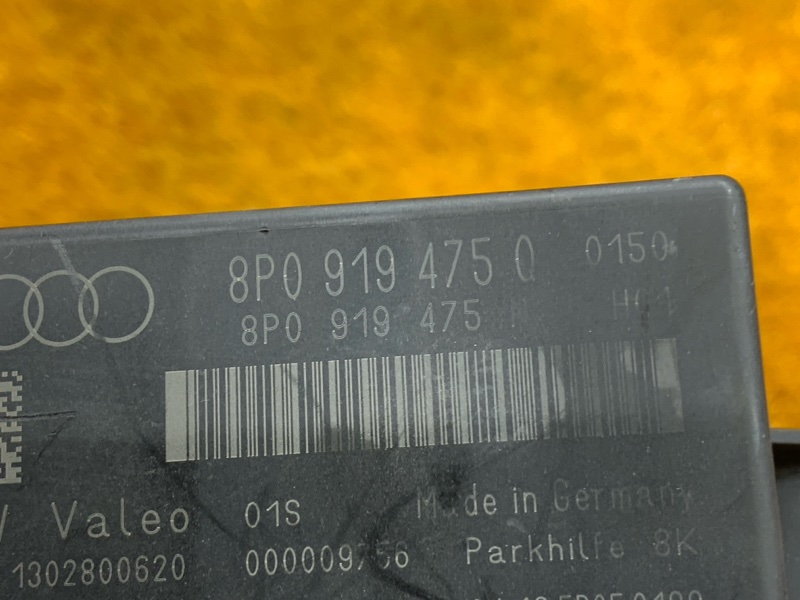 8P0 919 475 Q 0150
8P0 919 475
Valeo 01S Made in Germany
1302800620 000009756 Parkhilfe 8K